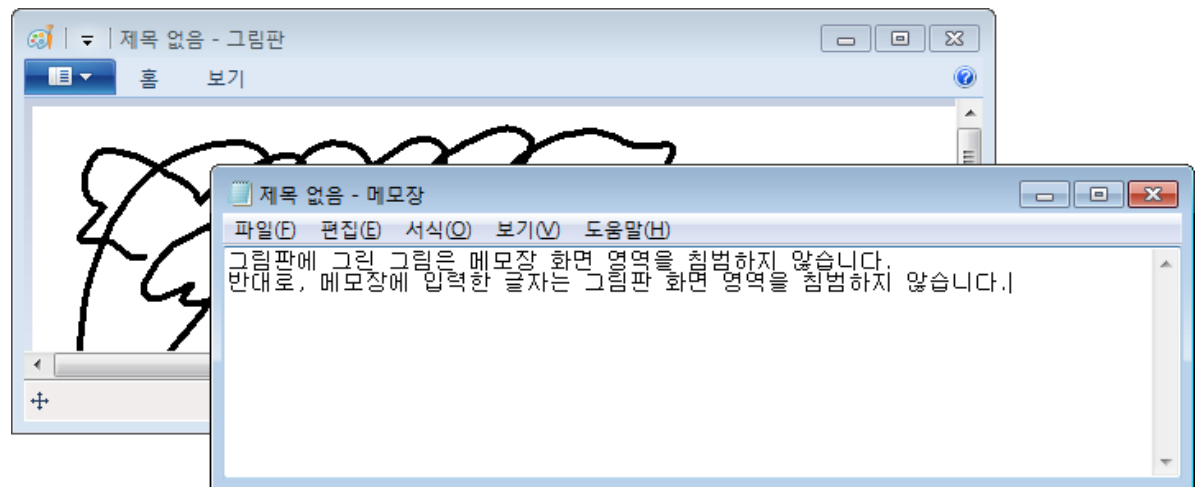 제목 없음 - 그림판
홈 보기
제목 없음 - 메모장
파일(F) 편집(E) 서식(O) 보기(V) 도움말(H)
그림판에 그린 그림은 메모장 화면 영역을 침범하지 않습니다.
반대로, 메모장에 입력한 글자는 그림판 화면 영역을 침범하지 않습니다.